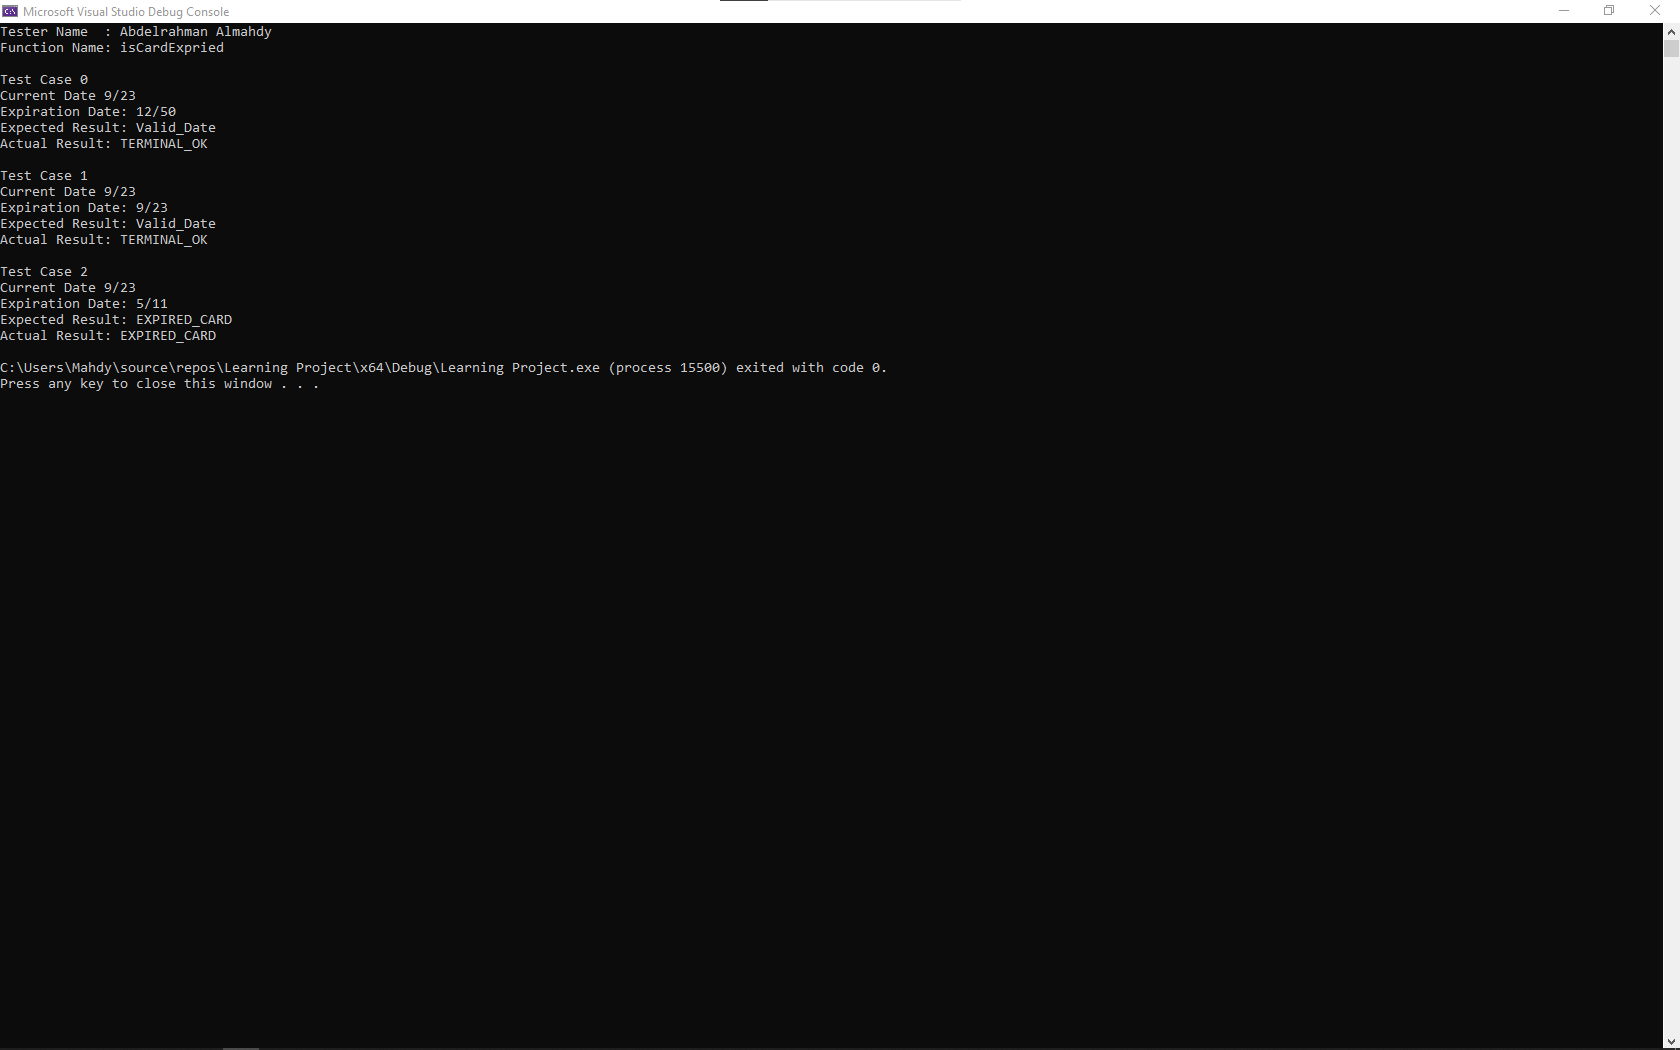 Microsoft Visual Studio Debug Console
Tester Name  : Abdelrahman Almahdy
Function Name: isCardExpried
Test Case 0
Current Date 9/23
Expiration Date: 12/50
Expected Result: Valid_Date
Actual Result: TERMINAL_OK
Test Case 1
Current Date 9/23
Expiration Date: 9/23
Expected Result: Valid_Date
Actual Result: TERMINAL_OK
Test Case 2
Current Date 9/23
Expiration Date: 5/11
Expected Result: EXPIRED_CARD
Actual Result: EXPIRED_CARD
C:\Users\Mahdy\source\repos\Learning Project\x64\Debug\Learning Project.exe (process 15500) exited with code 0.
Press any key to close this window . . .